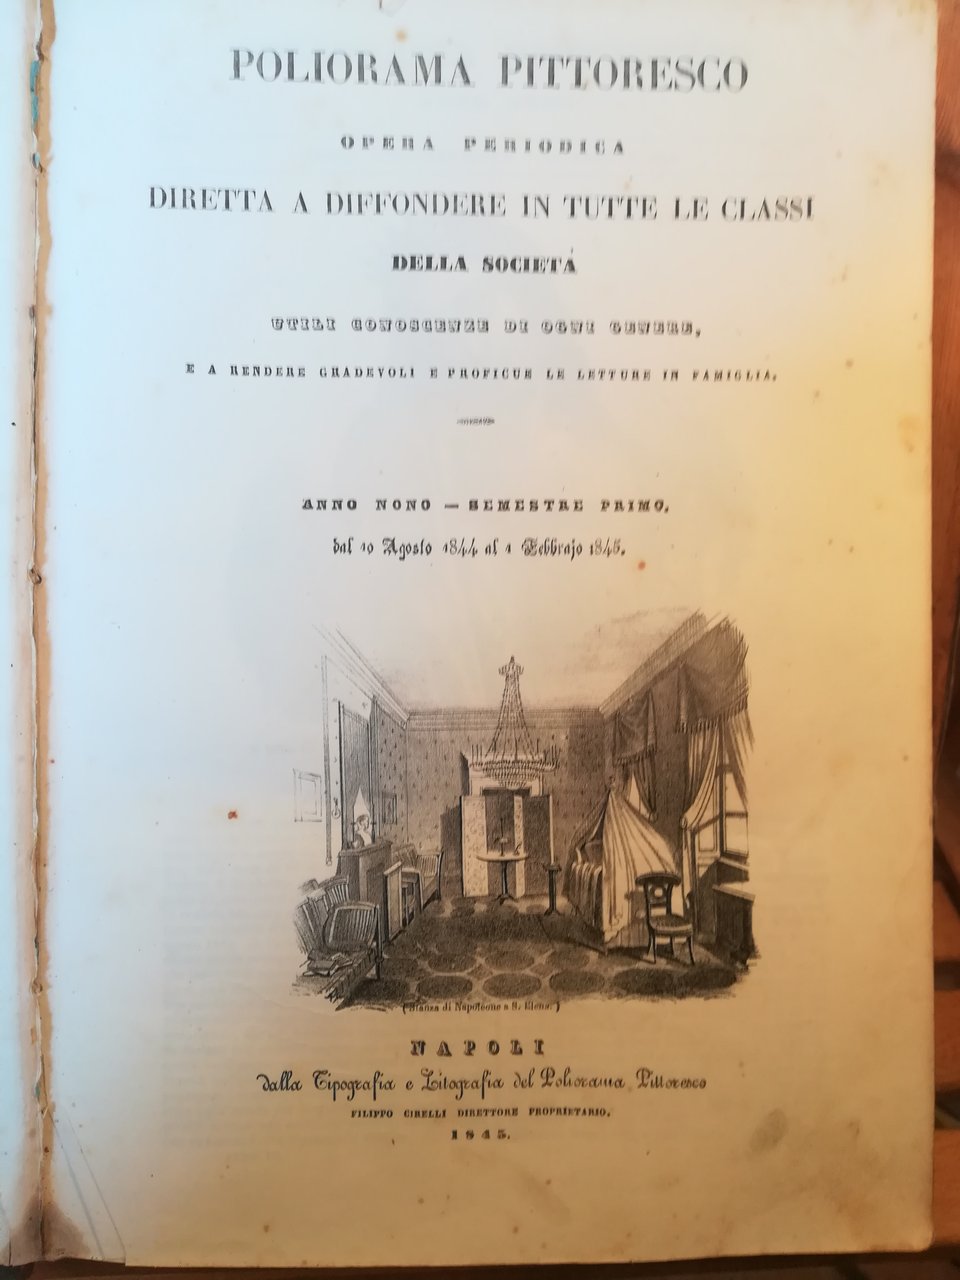 POLIORAMA PITTORESCO
OPERA PERIODICA
DIRETTA A DIFFONDERE IN TUTTE LE CLASSI
DELLA SOCIETÀ
UTILI CONOSCENZE DI OGNI GENERE,
E A RENDERE GRADEVOLI E PROFICUE LE LETTURE IN FAMIGLIA.
ANNO NONO — SEMESTRE PRIMO.
dal 10 Agosto 1844 al 1 Febbrajo 1845.
(Stanza di Napoleone a S. Elena.)
NAPOLI
dalla Tipografia e Litografia del Poliorama Pittoresco
FILIPPO CIRELLI DIRETTORE PROPRIETARIO.
1845.